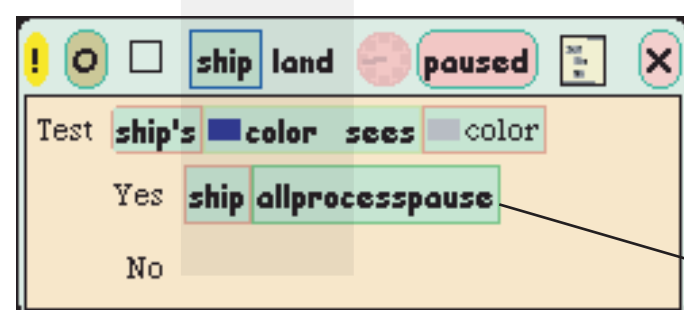 ! O ship land paused X
Test ship's color sees color
Yes ship allprocesspause
No